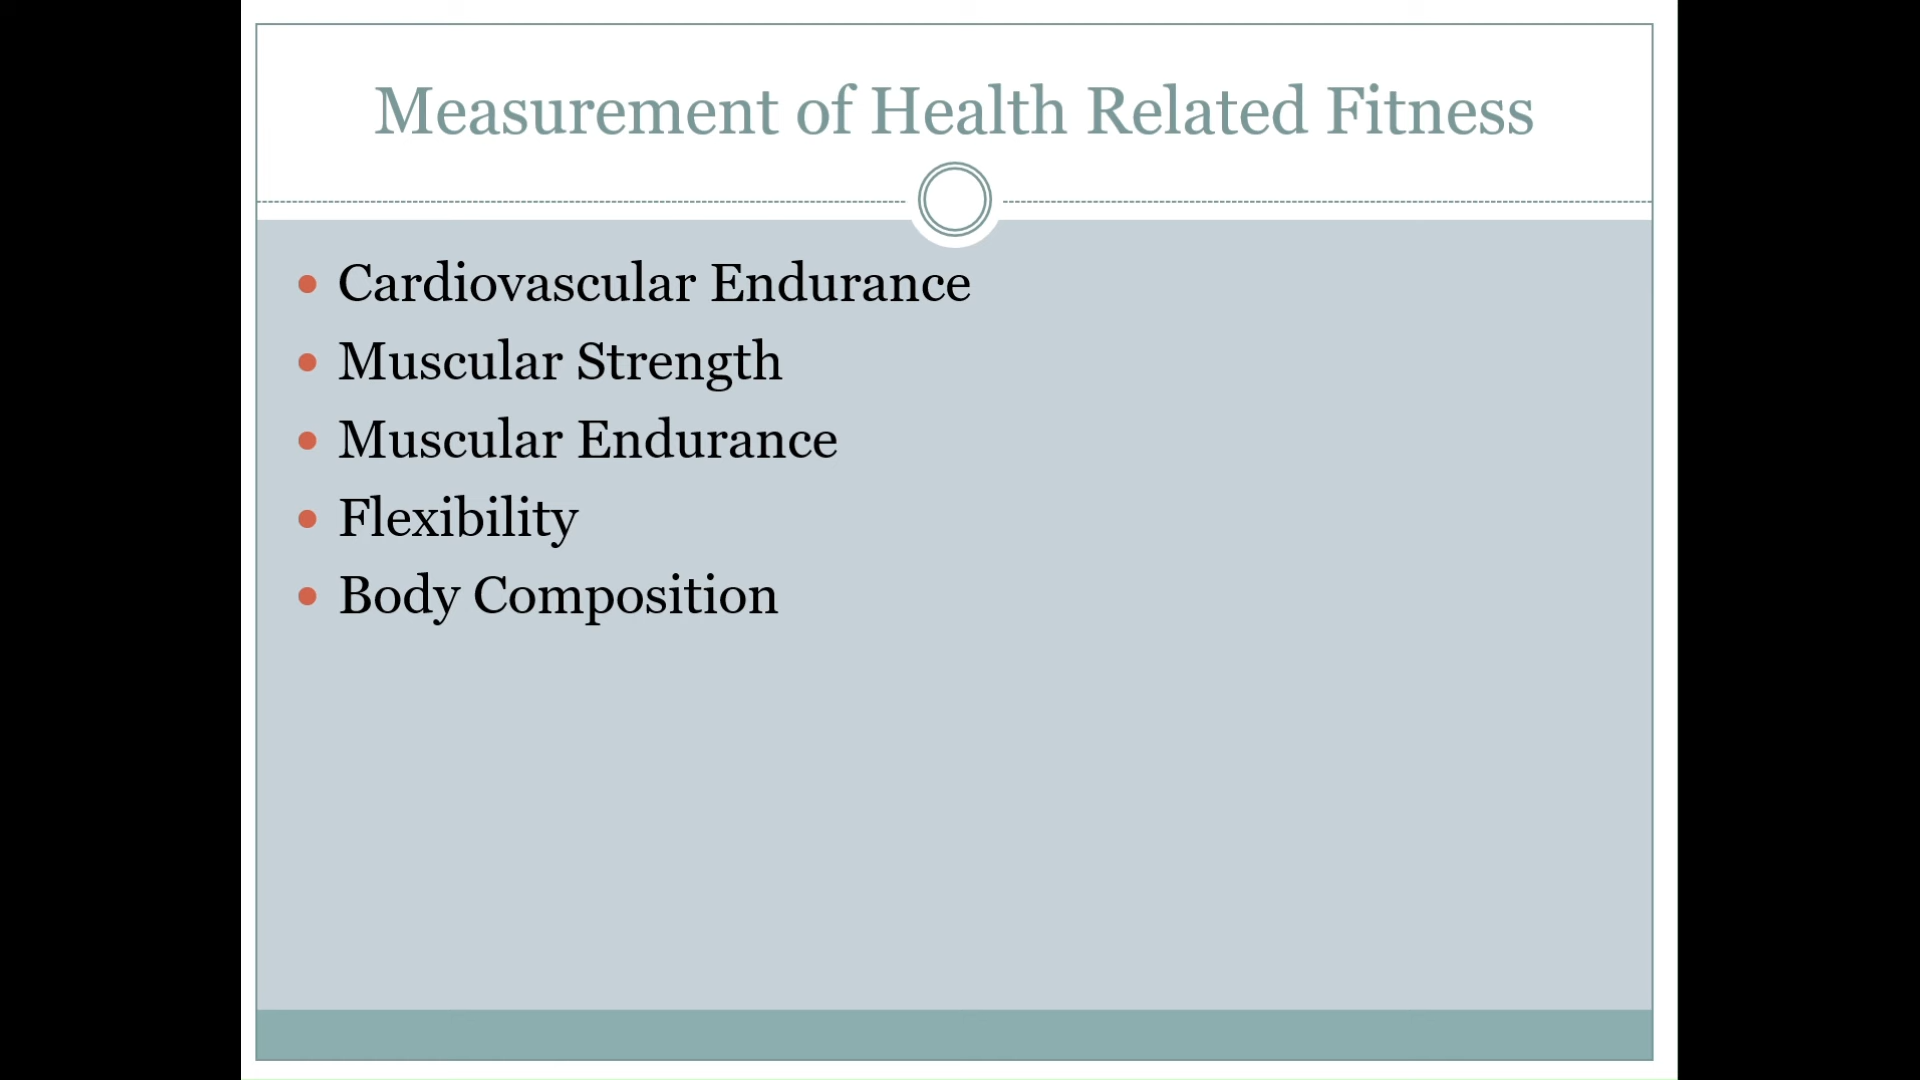 Measurement of Health Related Fitness
Cardiovascular Endurance
Muscular Strength
Muscular Endurance
Flexibility
Body Composition